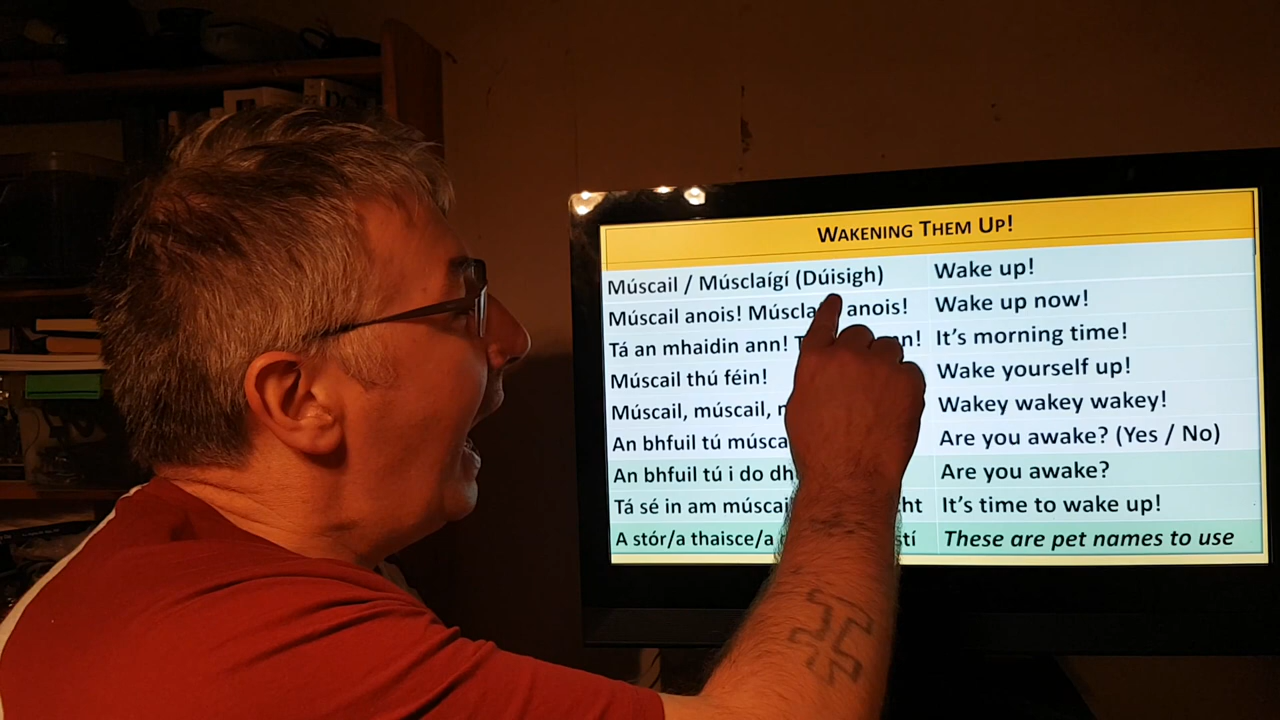 WAKENING THEM UP!
Múscail / Músclaígí (Dúisigh) Wake up!
Múscail anois! Múscla anois! Wake up now!
Tá an mhaidin ann! It's morning time!
Múscail thú féin! Wake yourself up!
Múscail, múscail, Wakey wakey wakey!
An bhfuil tú músca Are you awake? (Yes / No)
An bhfuil tú i do dh Are you awake?
Tá sé in am múscai cht It's time to wake up!
A stór/a thaisce/a stí These are pet names to use